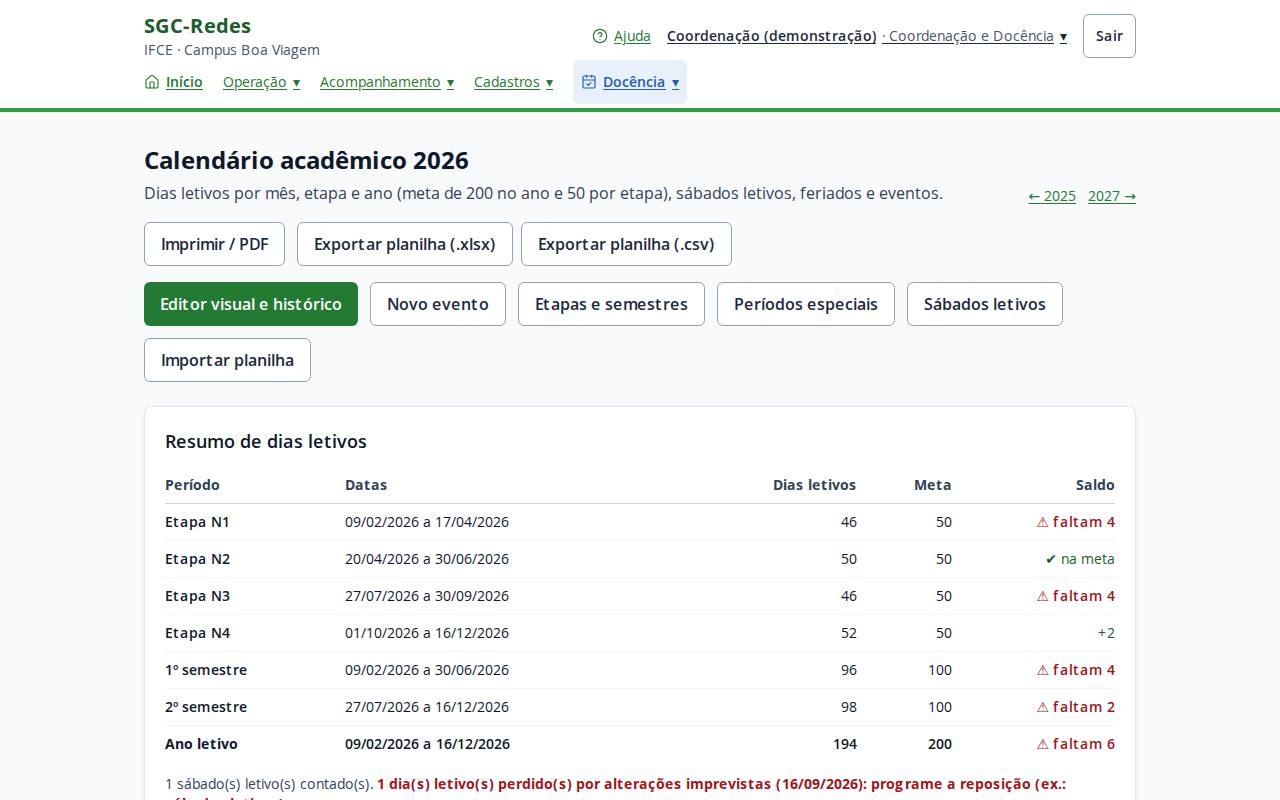 SGC-Redes
IFCE · Campus Boa Viagem
Ajuda Coordenação (demonstração) · Coordenação e Docência ▾ Sair
Início Operação ▾ Acompanhamento ▾ Cadastros ▾ Docência ▾
Calendário acadêmico 2026
Dias letivos por mês, etapa e ano (meta de 200 no ano e 50 por etapa), sábados letivos, feriados e eventos.
← 2025 2027 →
Imprimir / PDF Exportar planilha (.xlsx) Exportar planilha (.csv)
Editor visual e histórico Novo evento Etapas e semestres Períodos especiais Sábados letivos
Importar planilha
Resumo de dias letivos
Período Datas Dias letivos Meta Saldo
Etapa N1 09/02/2026 a 17/04/2026 46 50 ⚠ faltam 4
Etapa N2 20/04/2026 a 30/06/2026 50 50 ✔ na meta
Etapa N3 27/07/2026 a 30/09/2026 46 50 ⚠ faltam 4
Etapa N4 01/10/2026 a 16/12/2026 52 50 +2
1º semestre 09/02/2026 a 30/06/2026 96 100 ⚠ faltam 4
2º semestre 27/07/2026 a 16/12/2026 98 100 ⚠ faltam 2
Ano letivo 09/02/2026 a 16/12/2026 194 200 ⚠ faltam 6
1 sábado(s) letivo(s) contado(s). 1 dia(s) letivo(s) perdido(s) por alterações imprevistas (16/09/2026): programe a reposição (ex.: